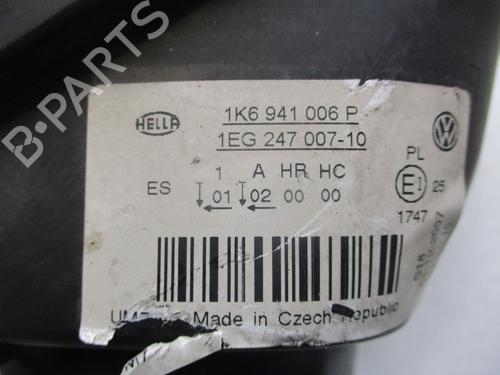 HELLA
1K6 941 006 P
1EG 247 007-10
1 A HR HC
ES 01 02 00 00
PL
E1 25
1747
Made in Czech Republic
B-PARTS